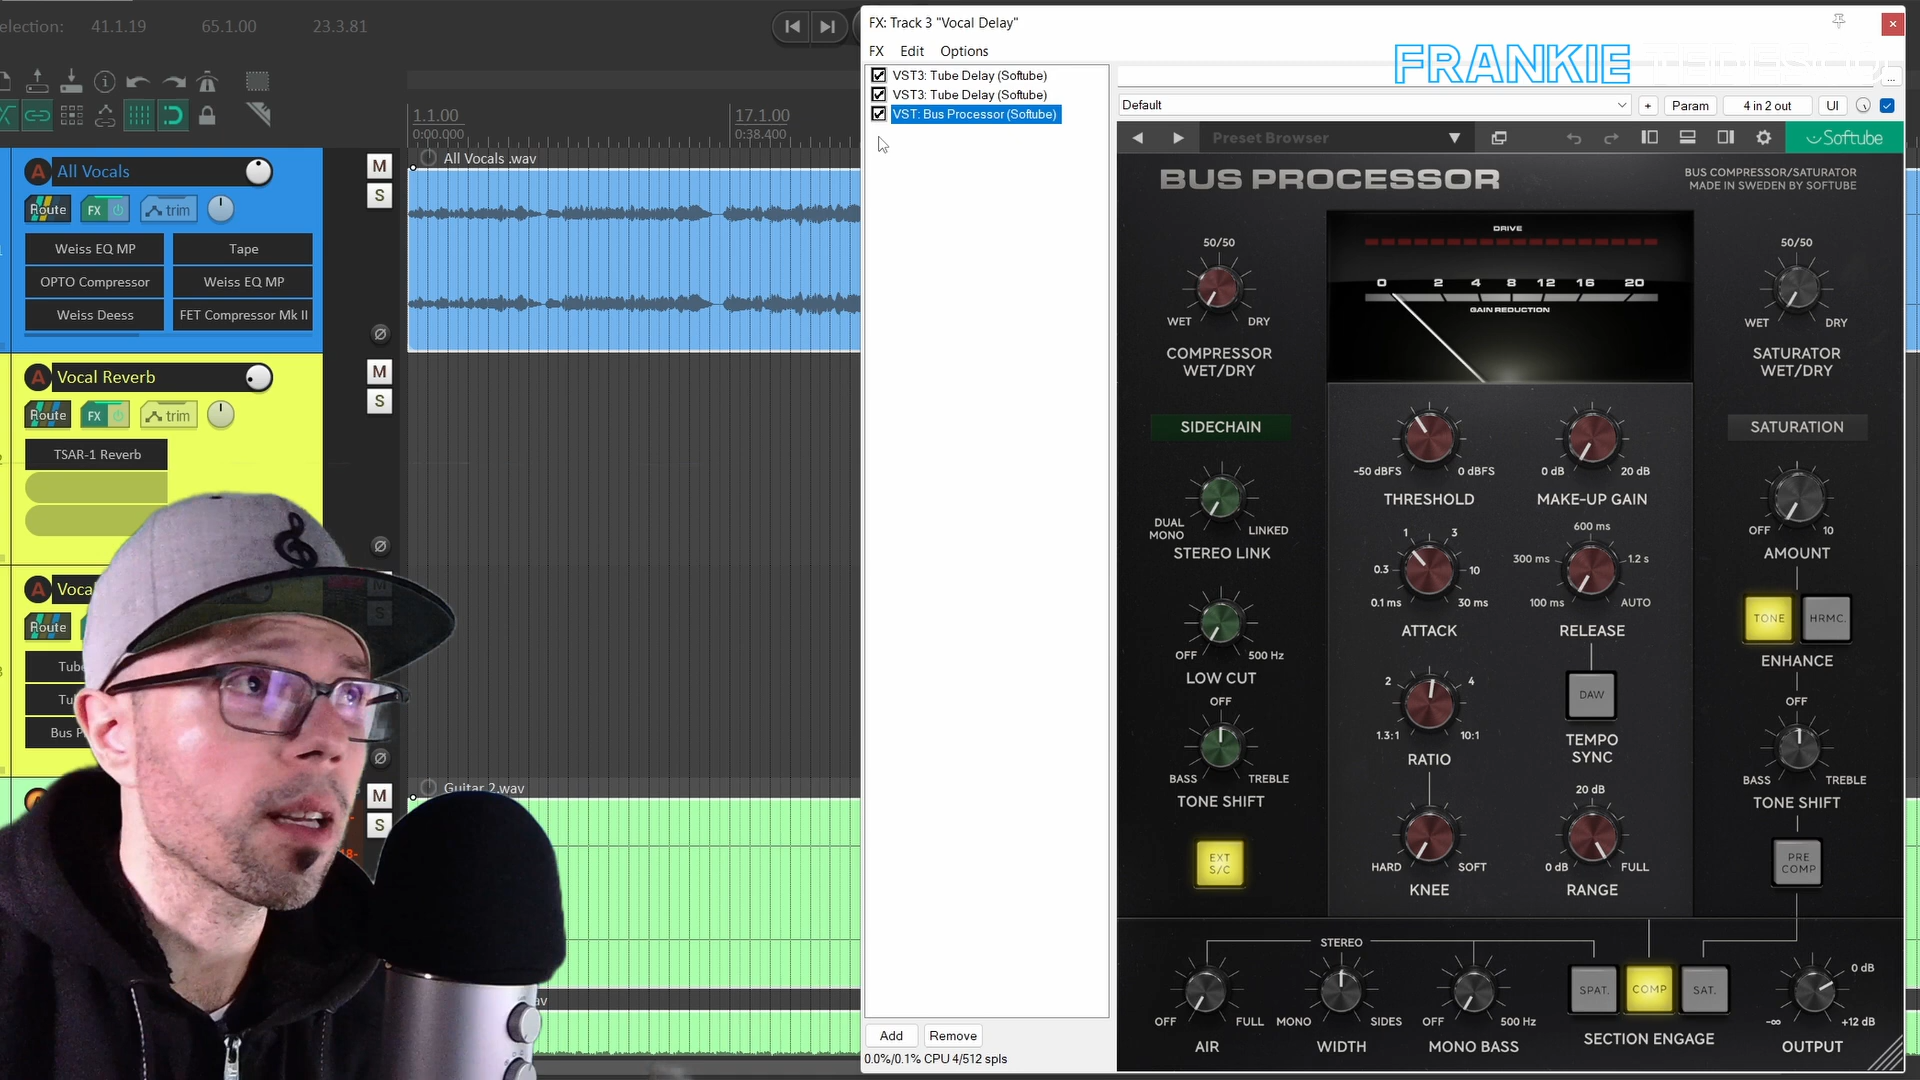 election:
41.1.19
65.1.00
23.3.81
FX: Track 3 "Vocal Delay"
FX
Edit
Options
FRANKIE
VST3: Tube Delay (Softube)
VST3: Tube Delay (Softube)
VST: Bus Processor (Softube)
...
Default
+
Param
4 in 2 out
UI
1.1.00
0:00.000
17.1.00
0:38.400
Preset Browser
Softube
All Vocals .wav
A
All Vocals
M
S
Route
FX
trim
Weiss EQ MP
Tape
OPTO Compressor
Weiss EQ MP
Weiss Deess
FET Compressor Mk II
A
Vocal Reverb
M
S
Route
FX
trim
TSAR-1 Reverb
A
Voca
M
S
Route
Tube
Tu
Bus P
M
S
Guitar 2.wav
-18-
av
BUS PROCESSOR
BUS COMPRESSOR/SATURATOR
MADE IN SWEDEN BY SOFTUBE
50/50
WET
DRY
COMPRESSOR
WET/DRY
DRIVE
0 2 4 8 12 16 20
GAIN REDUCTION
50/50
WET
DRY
SATURATOR
WET/DRY
SIDECHAIN
DUAL
MONO
LINKED
STEREO LINK
OFF
500 Hz
LOW CUT
OFF
BASS
TREBLE
TONE SHIFT
EXT
S/C
-50 dBFS
0 dBFS
THRESHOLD
0 dB
20 dB
MAKE-UP GAIN
1
3
0.3
10
0.1 ms
30 ms
ATTACK
600 ms
300 ms
1.2 s
100 ms
AUTO
RELEASE
2
4
1.3:1
10:1
RATIO
DAW
TEMPO
SYNC
HARD
SOFT
KNEE
20 dB
0 dB
FULL
RANGE
SATURATION
OFF
10
AMOUNT
TONE
HRMC.
ENHANCE
OFF
BASS
TREBLE
TONE SHIFT
PRE
COMP
STEREO
OFF
FULL
AIR
MONO
SIDES
WIDTH
OFF
500 Hz
MONO BASS
SPAT.
COMP
SAT.
SECTION ENGAGE
0 dB
-∞
+12 dB
OUTPUT
Add
Remove
0.0%/0.1% CPU 4/512 spls